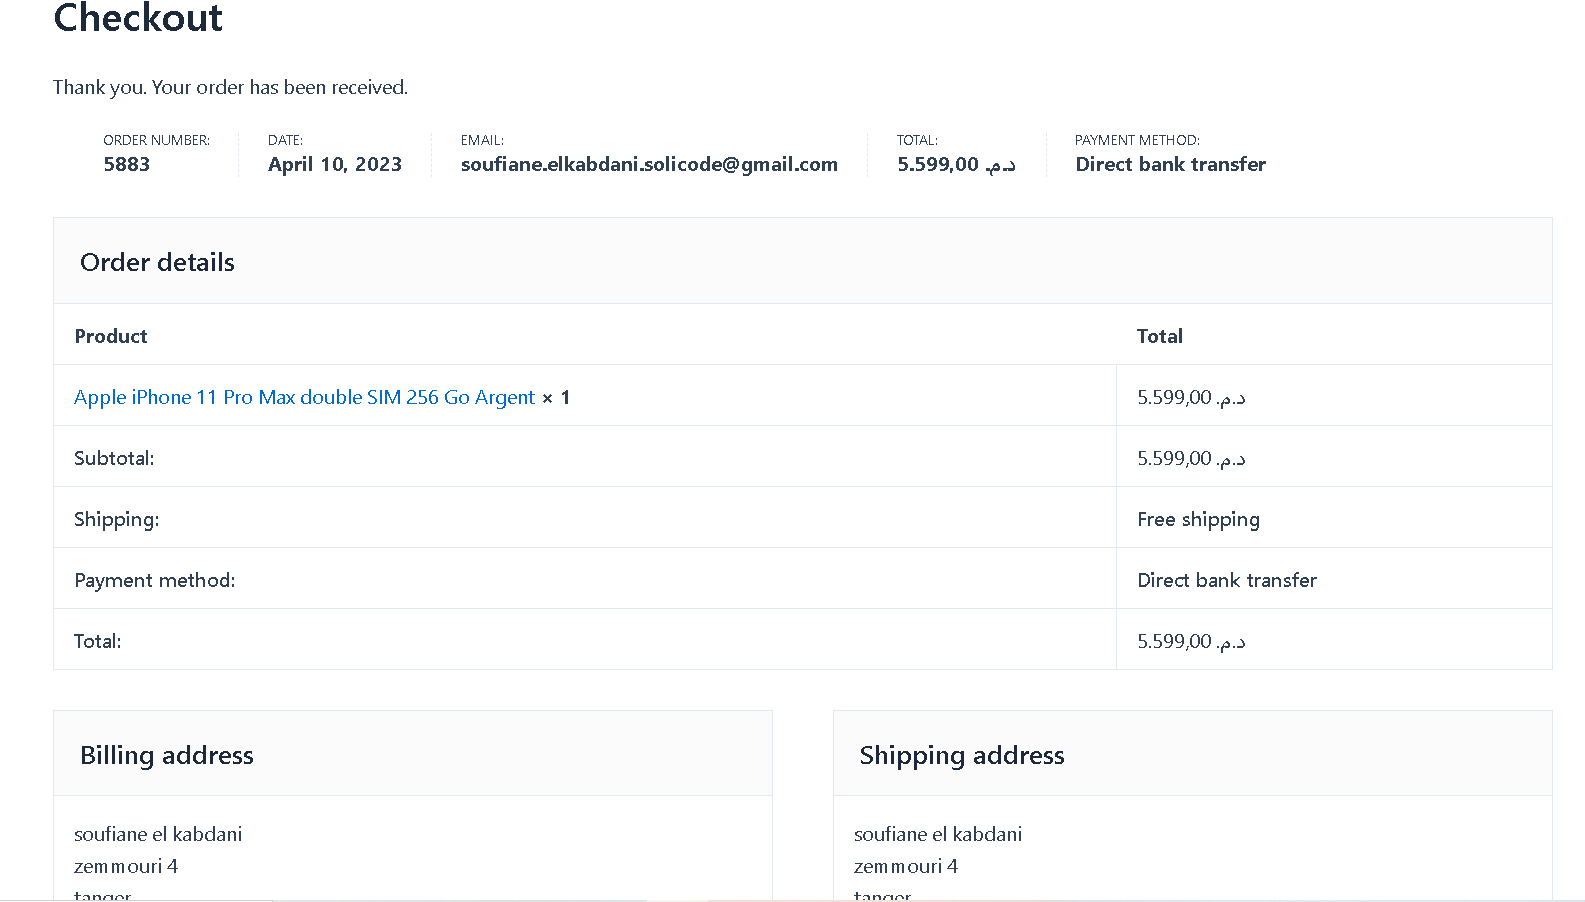 Checkout
Thank you. Your order has been received.
ORDER NUMBER:
5883
DATE:
April 10, 2023
EMAIL:
soufiane.elkabdani.solicode@gmail.com
TOTAL:
5.599,00 د.م.
PAYMENT METHOD:
Direct bank transfer
Order details
Product Total
Apple iPhone 11 Pro Max double SIM 256 Go Argent × 1 5.599,00 د.م.
Subtotal: 5.599,00 د.م.
Shipping: Free shipping
Payment method: Direct bank transfer
Total: 5.599,00 د.م.
Billing address
soufiane el kabdani
zemmouri 4
tanger
Shipping address
soufiane el kabdani
zemmouri 4
tanger